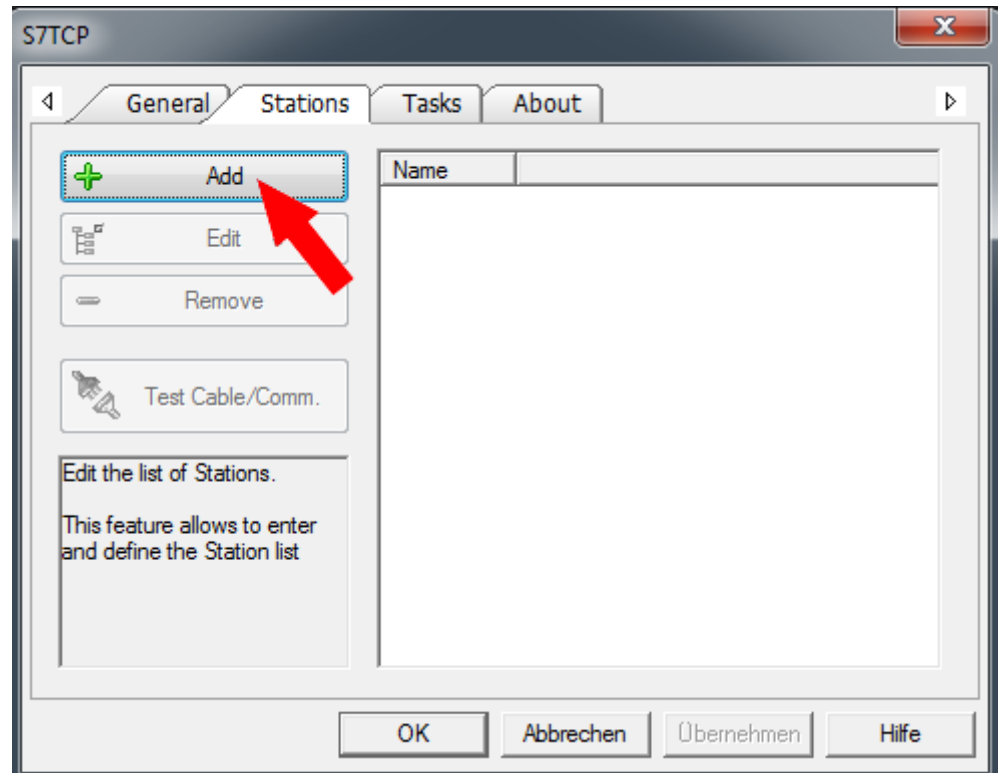 S7TCP
General Stations Tasks About
Add
Edit
Remove
Test Cable/Comm.
Edit the list of Stations.
This feature allows to enter
and define the Station list
Name
OK Abbrechen Übernehmen Hilfe